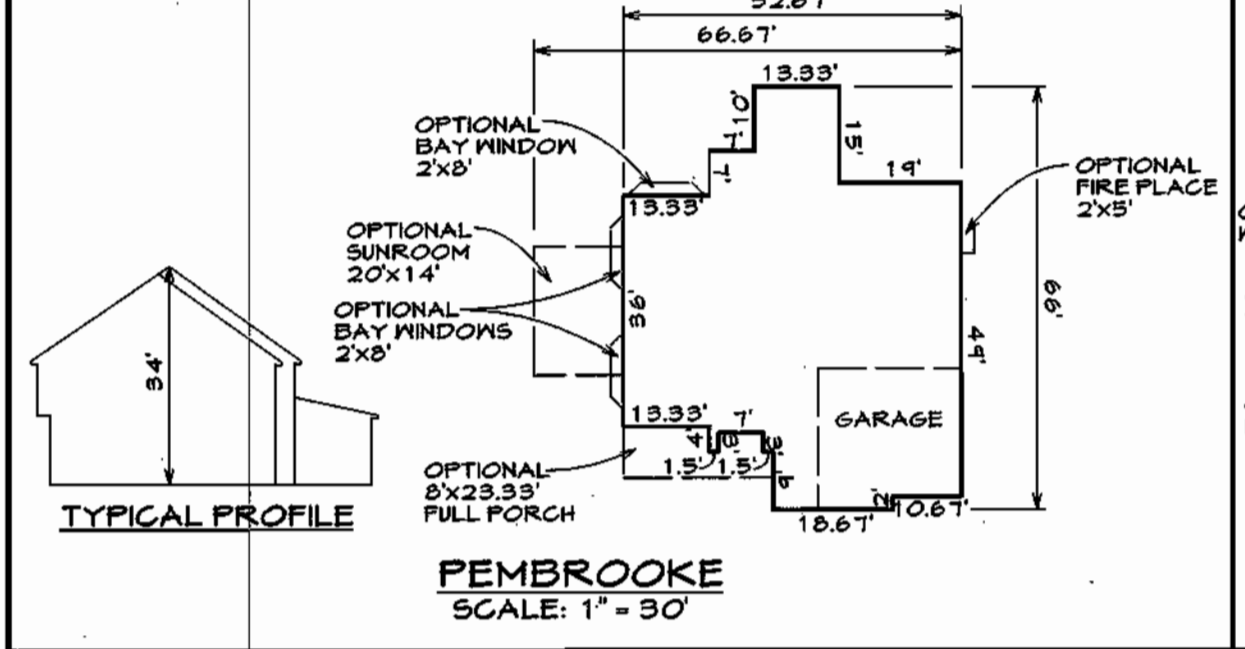 66.67'
13.33'
10'
7'
7'
15'
19'
OPTIONAL
BAY WINDOW
2'x8'
OPTIONAL
FIRE PLACE
2'x5'
13.33'
OPTIONAL
SUNROOM
20'x14'
OPTIONAL
BAY WINDOWS
2'x8'
36'
66'
49'
34'
GARAGE
13.33'
4'
7'
3'
3'
1.5'
1.5'
9'
2'
10.67'
18.67'
OPTIONAL
8'x23.33'
FULL PORCH
TYPICAL PROFILE
PEMBROOKE
SCALE: 1" = 30'